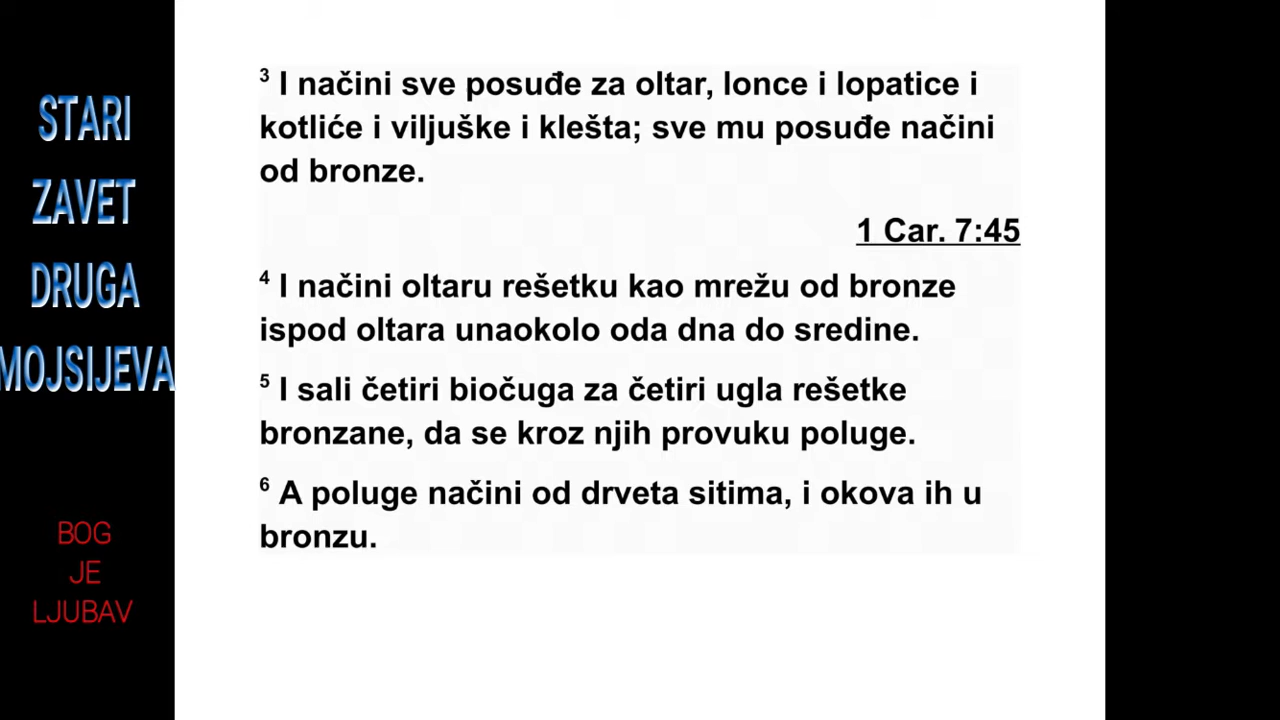 STARI
ZAVET
DRUGA
MOJSIJEVA
BOG
JE
LJUBAV
3 I načini sve posuđe za oltar, lonce i lopatice i
kotliće i viljuške i klešta; sve mu posuđe načini
od bronze.
1 Car. 7:45
4 I načini oltaru rešetku kao mrežu od bronze
ispod oltara unaokolo oda dna do sredine.
5 I sali četiri biočuga za četiri ugla rešetke
bronzane, da se kroz njih provuku poluge.
6 A poluge načini od drveta sitima, i okova ih u
bronzu.